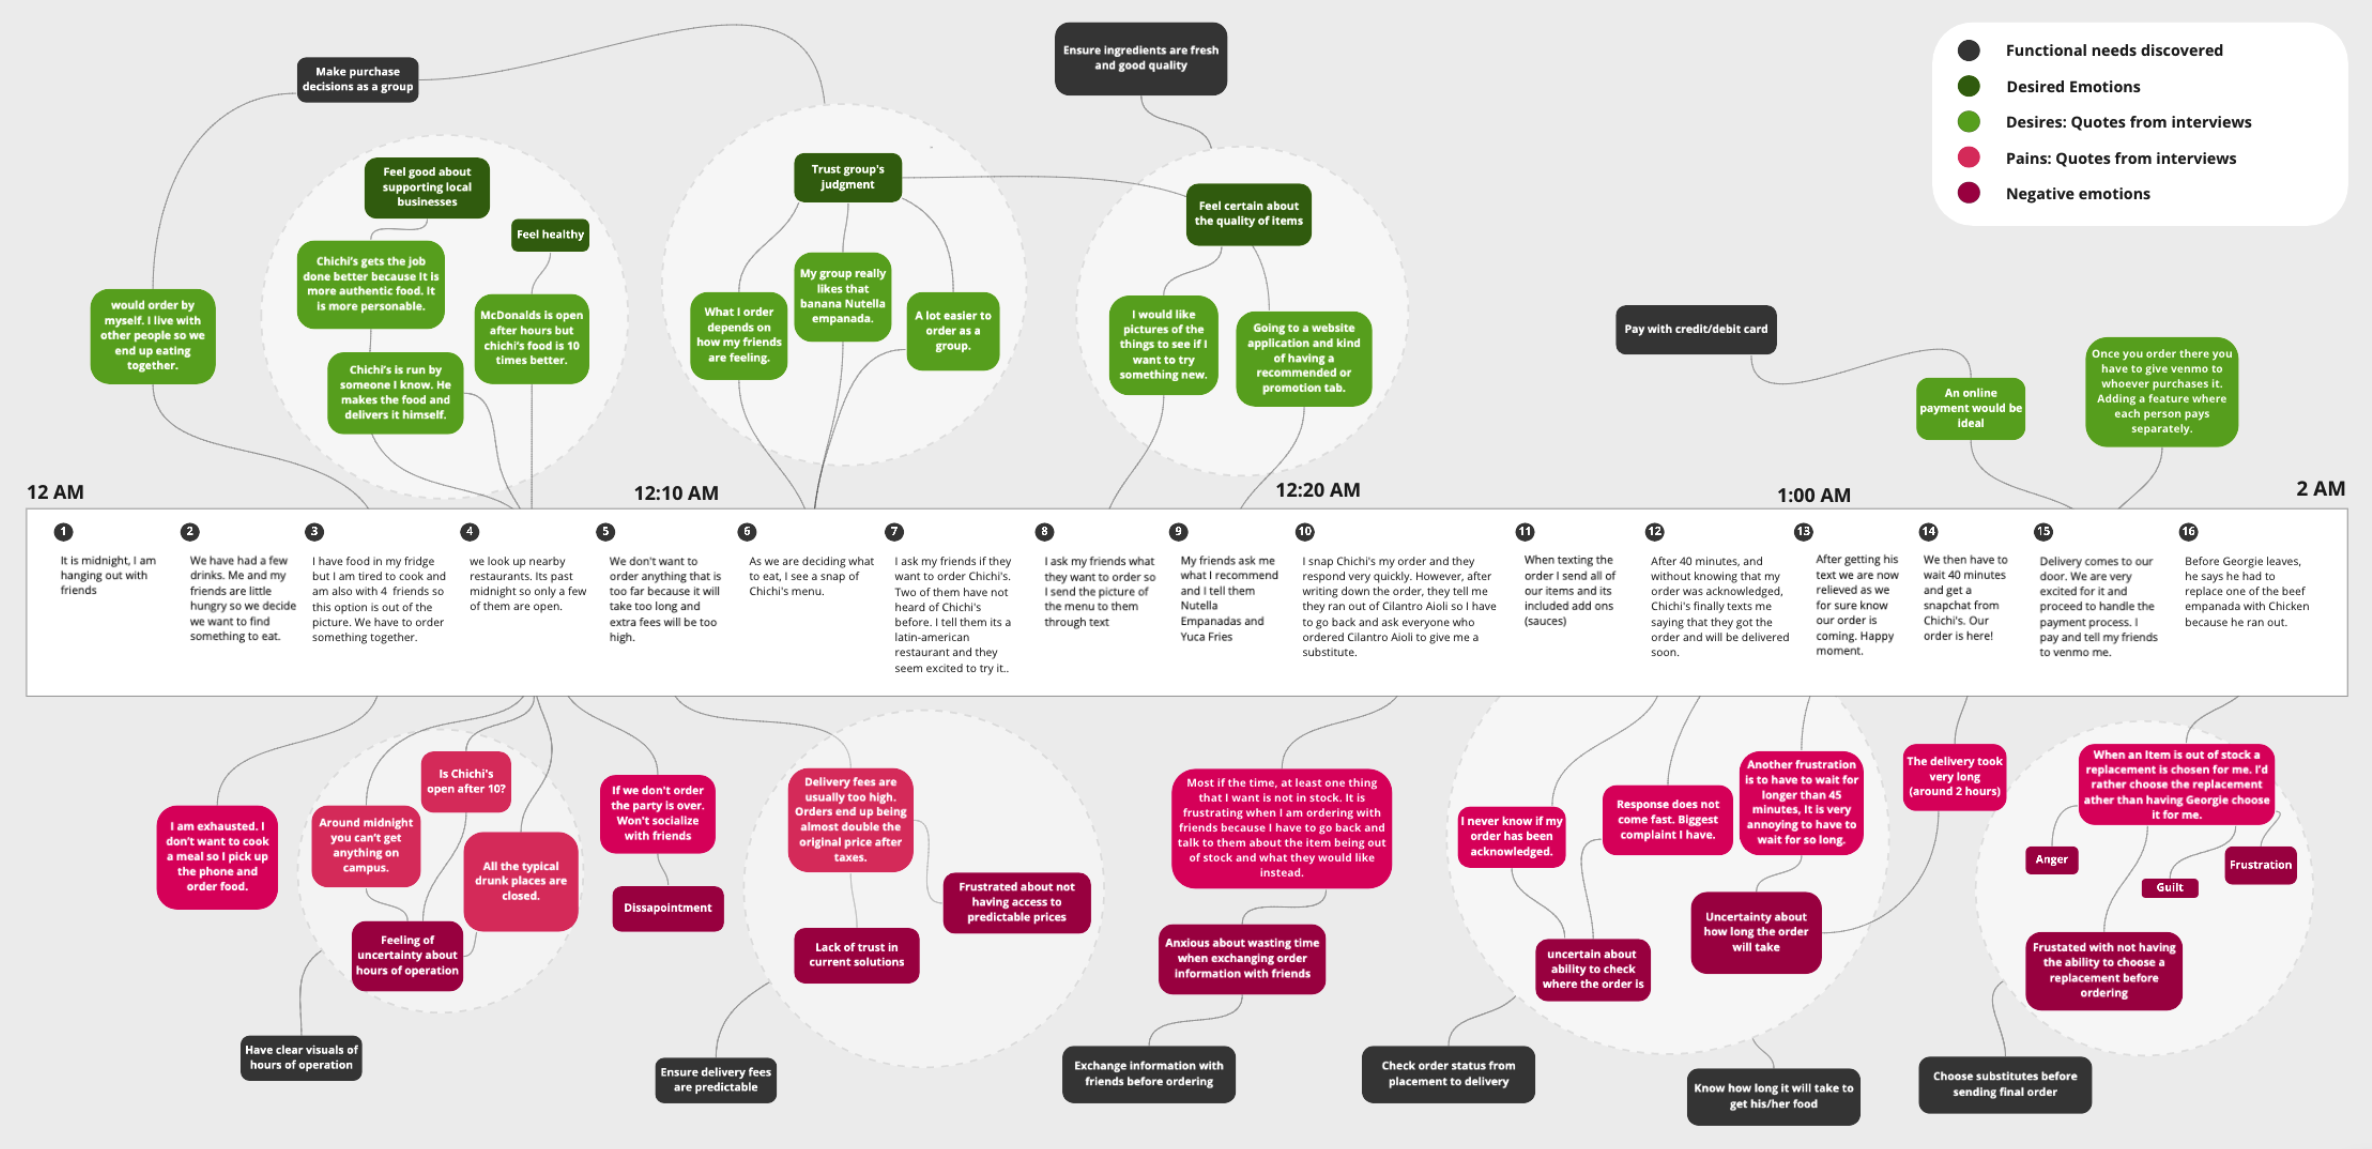 Make purchase
decisions as a group
Ensure ingredients are fresh
and good quality
Functional needs discovered
Desired Emotions
Desires: Quotes from interviews
Pains: Quotes from interviews
Negative emotions
Feel good about
supporting local
businesses
Feel healthy
Trust group's
judgment
Feel certain about
the quality of items
would order by
myself. I live with
other people so we
end up eating
together.
Chichi's gets the job
done better because It is
more authentic food. It
is more personable.
Chichi's is run by
someone I know. He
makes the food and
delivers it himself.
McDonalds is open
after hours but
chichi's food is 10
times better.
What I order
depends on
how my friends
are feeling.
My group really
likes that
banana Nutella
empanada.
A lot easier to
order as a
group.
I would like
pictures of the
things to see if I
want to try
something new.
Going to a website
application and kind
of having a
recommended or
promotion tab.
Pay with credit/debit card
An online
payment would be
ideal
Once you order there you
have to give venmo to
whoever purchases it.
Adding a feature where
each person pays
separately.
12 AM
12:10 AM
12:20 AM
1:00 AM
2 AM
1
It is midnight, I am
hanging out with
friends
2
We have had a few
drinks. Me and my
friends are little
hungry so we decide
we want to find
something to eat.
3
I have food in my fridge
but I am tired to cook and
am also with 4 friends so
this option is out of the
picture. We have to order
something together.
4
we look up nearby
restaurants. Its past
midnight so only a few
of them are open.
5
We don't want to
order anything that is
too far because it will
take too long and
extra fees will be too
high.
6
As we are deciding what
to eat, I see a snap of
Chichi's menu.
7
I ask my friends if they
want to order Chichi's.
Two of them have not
heard of Chichi's
before. I tell them its a
latin-american
restaurant and they
seem excited to try it..
8
I ask my friends what
they want to order so
I send the picture of
the menu to them
through text
9
My friends ask me
what I recommend
and I tell them
Nutella
Empanadas and
Yuca Fries
10
I snap Chichi's my order and they
respond very quickly. However, after
writing down the order, they tell me
they ran out of Cilantro Aioli so I have
to go back and ask everyone who
ordered Cilantro Aioli to give me a
substitute.
11
When texting the
order I send all of
our items and its
included add ons
(sauces)
12
After 40 minutes, and
without knowing that my
order was acknowledged,
Chichi's finally texts me
saying that they got the
order and will be delivered
soon.
13
After getting his
text we are now
relieved as we
for sure know
our order is
coming. Happy
moment.
14
We then have to
wait 40 minutes
and get a
snapchat from
Chichi's. Our
order is here!
15
Delivery comes to our
door. We are very
excited for it and
proceed to handle the
payment process. I
pay and tell my friends
to venmo me.
16
Before Georgie leaves,
he says he had to
replace one of the beef
empanada with Chicken
because he ran out.
I am exhausted. I
don't want to cook
a meal so I pick up
the phone and
order food.
Around midnight
you can't get
anything on
campus.
Is Chichi's
open after 10?
All the typical
drunk places are
closed.
Feeling of
uncertainty about
hours of operation
Have clear visuals of
hours of operation
If we don't order
the party is over.
Won't socialize
with friends
Dissapointment
Delivery fees are
usually too high.
Orders end up being
almost double the
original price after
taxes.
Frustrated about not
having access to
predictable prices
Lack of trust in
current solutions
Ensure delivery fees
are predictable
Most if the time, at least one thing
that I want is not in stock. It is
frustrating when I am ordering with
friends because I have to go back and
talk to them about the item being out
of stock and what they would like
instead.
Anxious about wasting time
when exchanging order
information with friends
Exchange information with
friends before ordering
I never know if my
order has been
acknowledged.
Response does not
come fast. Biggest
complaint I have.
Another frustration
is to have to wait for
longer than 45
minutes, It is very
annoying to have to
wait for so long.
uncertain about
ability to check
where the order is
Uncertainty about
how long the order
will take
Check order status from
placement to delivery
Know how long it will take to
get his/her food
The delivery took
very long
(around 2 hours)
When an Item is out of stock a
replacement is chosen for me. I'd
rather choose the replacement
ather than having Georgie choose
it for me.
Anger
Guilt
Frustration
Frustated with not having
the ability to choose a
replacement before
ordering
Choose substitutes before
sending final order